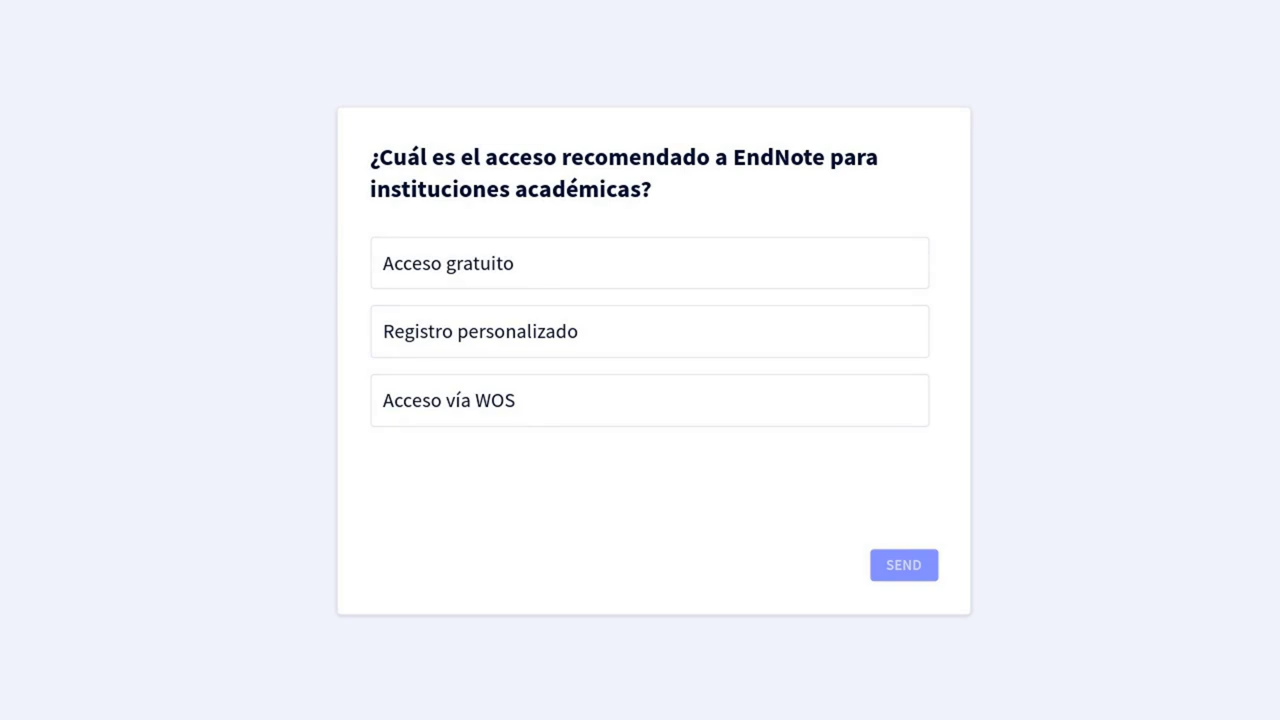 ¿Cuál es el acceso recomendado a EndNote para
instituciones académicas?
Acceso gratuito
Registro personalizado
Acceso vía WOS
SEND